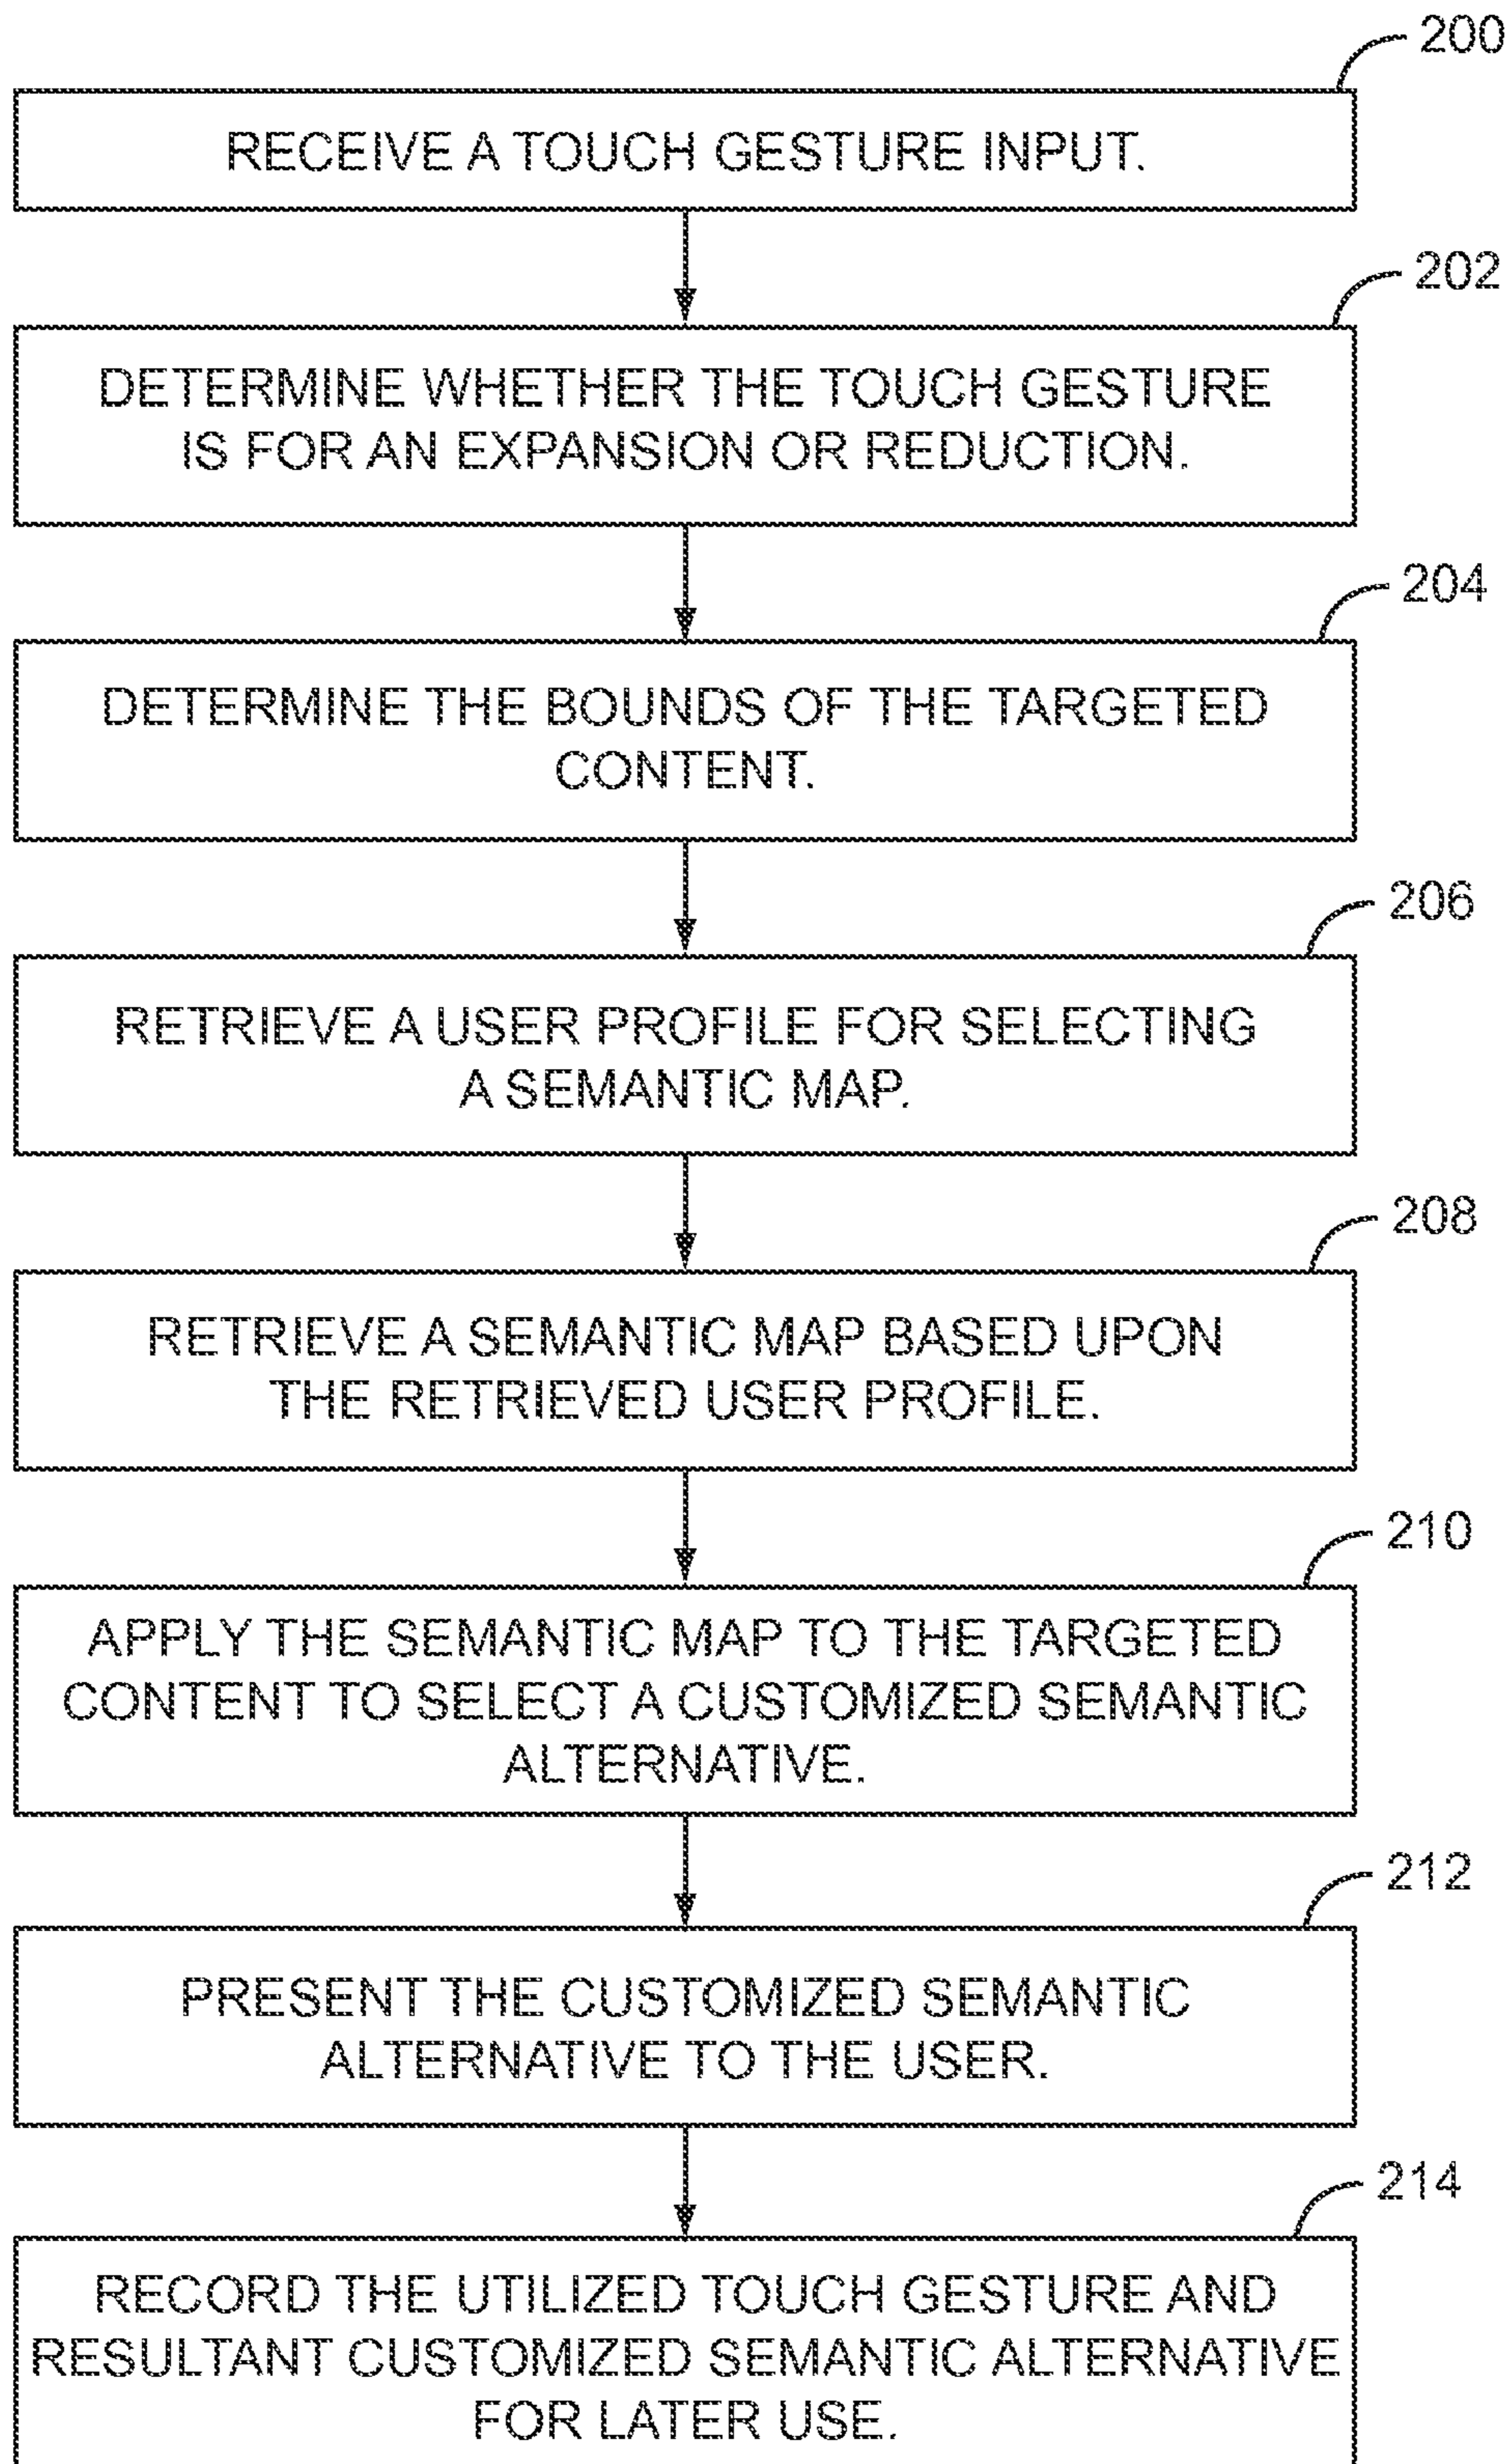 200
RECEIVE A TOUCH GESTURE INPUT.
202
DETERMINE WHETHER THE TOUCH GESTURE
IS FOR AN EXPANSION OR REDUCTION.
204
DETERMINE THE BOUNDS OF THE TARGETED
CONTENT.
206
RETRIEVE A USER PROFILE FOR SELECTING
A SEMANTIC MAP.
208
RETRIEVE A SEMANTIC MAP BASED UPON
THE RETRIEVED USER PROFILE.
210
APPLY THE SEMANTIC MAP TO THE TARGETED
CONTENT TO SELECT A CUSTOMIZED SEMANTIC
ALTERNATIVE.
212
PRESENT THE CUSTOMIZED SEMANTIC
ALTERNATIVE TO THE USER.
214
RECORD THE UTILIZED TOUCH GESTURE AND
RESULTANT CUSTOMIZED SEMANTIC ALTERNATIVE
FOR LATER USE.